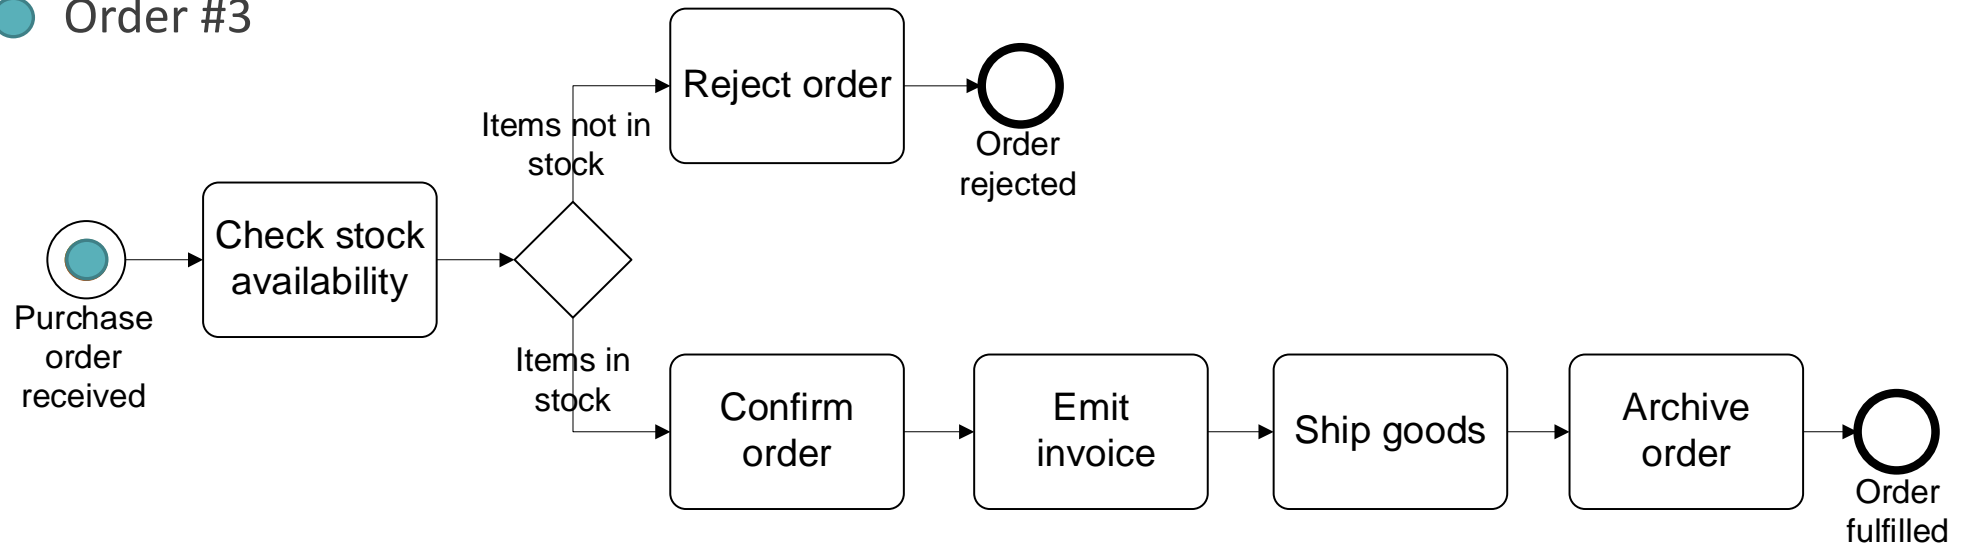 Order #3
Reject order
Order
rejected
Items not in
stock
Check stock
availability
Purchase
order
received
Items in
stock
Confirm
order
Emit
invoice
Ship goods
Archive
order
Order
fulfilled